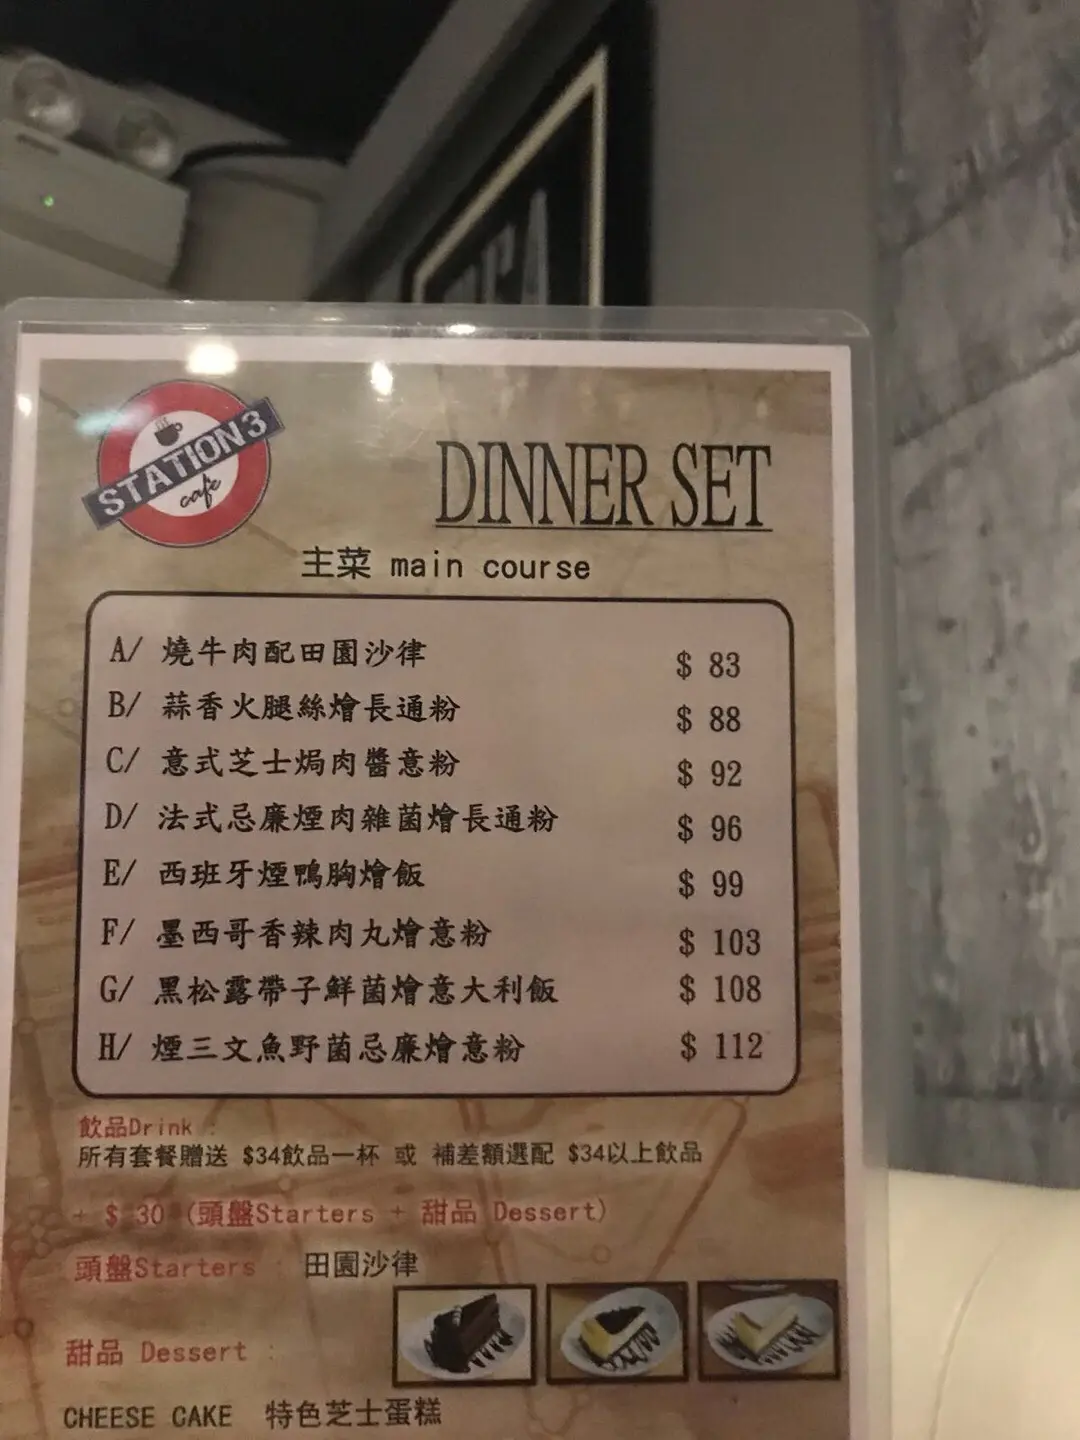 STATION3
cafe
DINNER SET
主菜 main course
A/ 燒牛肉配田園沙律 $ 83
B/ 蒜香火腿絲燴長通粉 $ 88
C/ 意式芝士焗肉醬意粉 $ 92
D/ 法式忌廉煙肉雜菌燴長通粉 $ 96
E/ 西班牙煙鴨胸燴飯 $ 99
F/ 墨西哥香辣肉丸燴意粉 $ 103
G/ 黑松露帶子鮮菌燴意大利飯 $ 108
H/ 煙三文魚野菌忌廉燴意粉 $ 112
飲品Drink :
所有套餐贈送 $34飲品一杯 或 補差額選配 $34以上飲品
+ $ 30 (頭盤Starters + 甜品 Dessert)
頭盤Starters : 田園沙律
甜品 Dessert :
CHEESE CAKE 特色芝士蛋糕